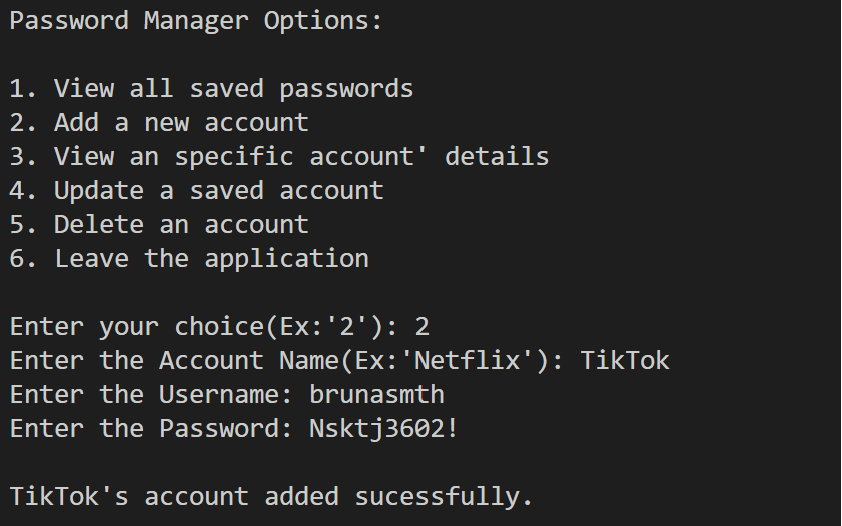 Password Manager Options:
1. View all saved passwords
2. Add a new account
3. View an specific account' details
4. Update a saved account
5. Delete an account
6. Leave the application
Enter your choice(Ex:'2'): 2
Enter the Account Name(Ex:'Netflix'): TikTok
Enter the Username: brunasmth
Enter the Password: Nsktj3602!
TikTok's account added sucessfully.